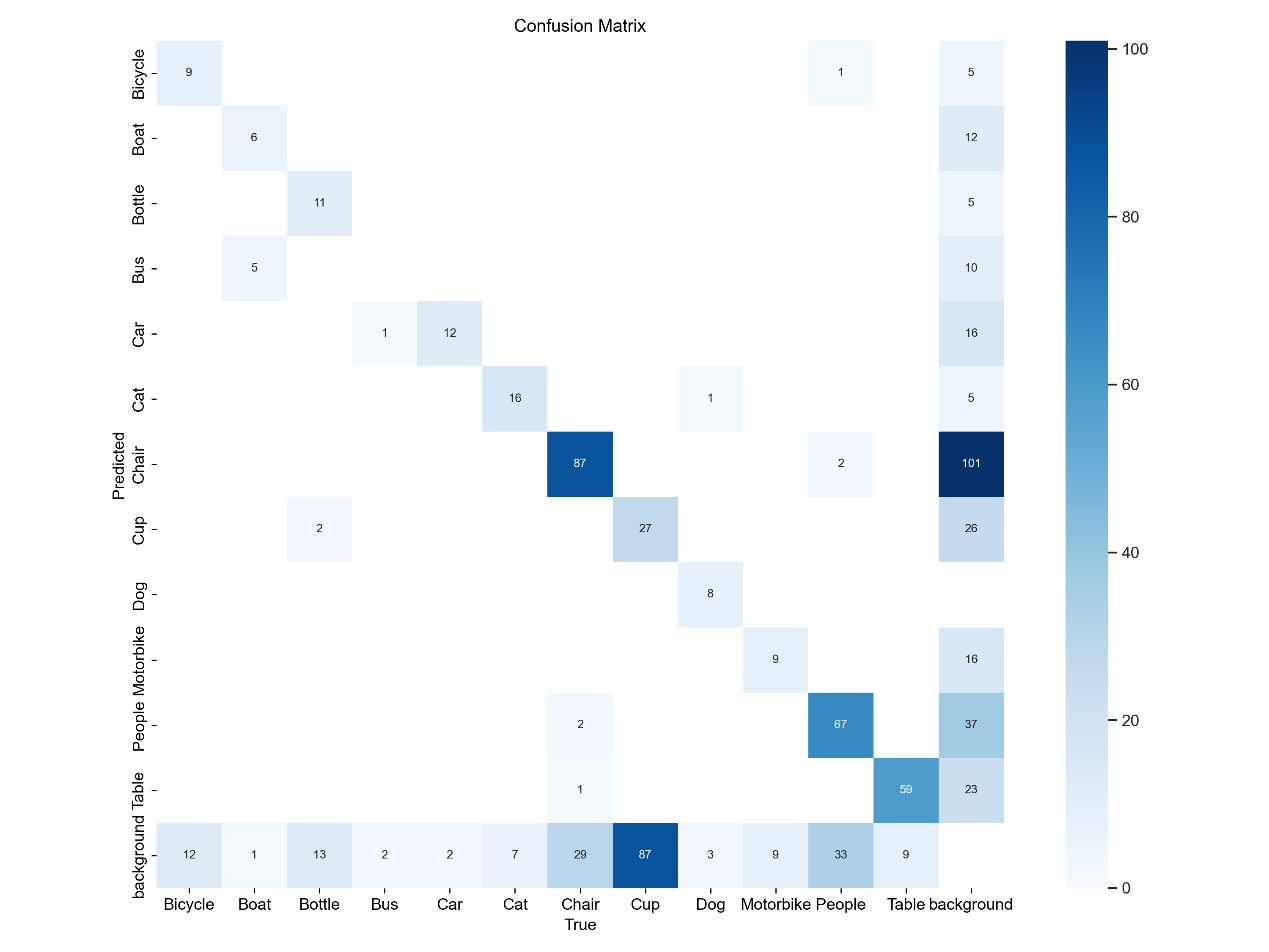 Confusion Matrix
Bicycle 9 1 5
Boat 6 12
Bottle 11 5
Bus 5 10
Car 1 12 16
Cat 16 1 5
Chair 87 2 101
Cup 2 27 26
Dog 8
Motorbike 9 16
People 2 67 37
Table 1 59 23
background 12 1 13 2 2 7 29 87 3 9 33 9
Predicted
Bicycle Boat Bottle Bus Car Cat Chair Cup Dog Motorbike People Table background
True
100
80
60
40
20
0